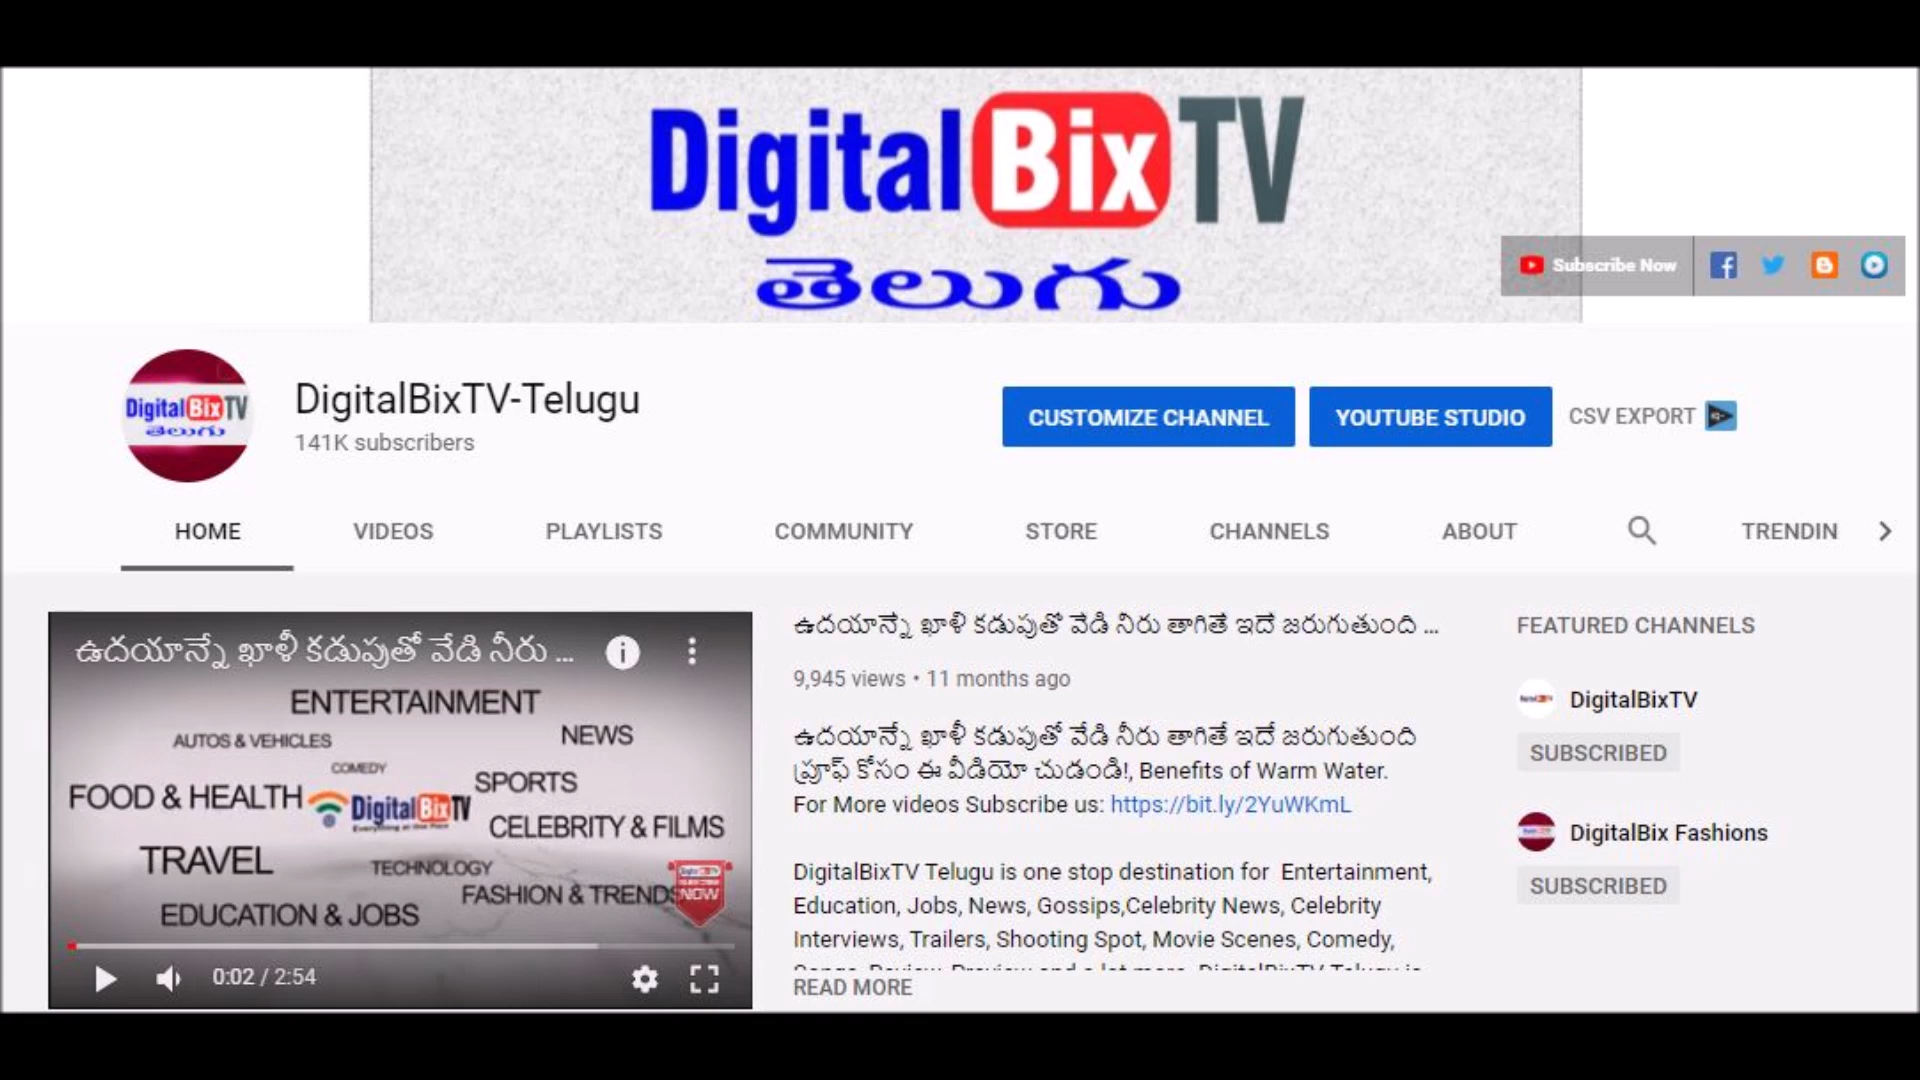 DigitalBixTV
తెలుగు
Subscribe Now
DigitalBixTV
తెలుగు
DigitalBixTV-Telugu
141K subscribers
CUSTOMIZE CHANNEL
YOUTUBE STUDIO
CSV EXPORT
HOME
VIDEOS
PLAYLISTS
COMMUNITY
STORE
CHANNELS
ABOUT
TRENDIN
ఉదయాన్నే ఖాళీ కడుపుతో వేడి నీరు ...
ENTERTAINMENT
AUTOS & VEHICLES
NEWS
COMEDY
SPORTS
FOOD & HEALTH
DigitalBixTV
CELEBRITY & FILMS
TRAVEL
TECHNOLOGY
FASHION & TRENDS
NOW
EDUCATION & JOBS
0:02 / 2:54
ఉదయాన్నే ఖాళి కడుపుతో వేడి నిరు తాగితే ఇదే జరుగుతుంది ...
9,945 views • 11 months ago
ఉదయాన్నే ఖాళీ కడుపుతో వేడి నీరు తాగితే ఇదే జరుగుతుంది
ప్రూఫ్ కోసం ఈ వీడియో చుడండి!, Benefits of Warm Water.
For More videos Subscribe us: https://bit.ly/2YuWKmL
DigitalBixTV Telugu is one stop destination for Entertainment,
Education, Jobs, News, Gossips,Celebrity News, Celebrity
Interviews, Trailers, Shooting Spot, Movie Scenes, Comedy,
READ MORE
FEATURED CHANNELS
DigitalBixTV
SUBSCRIBED
DigitalBix Fashions
SUBSCRIBED